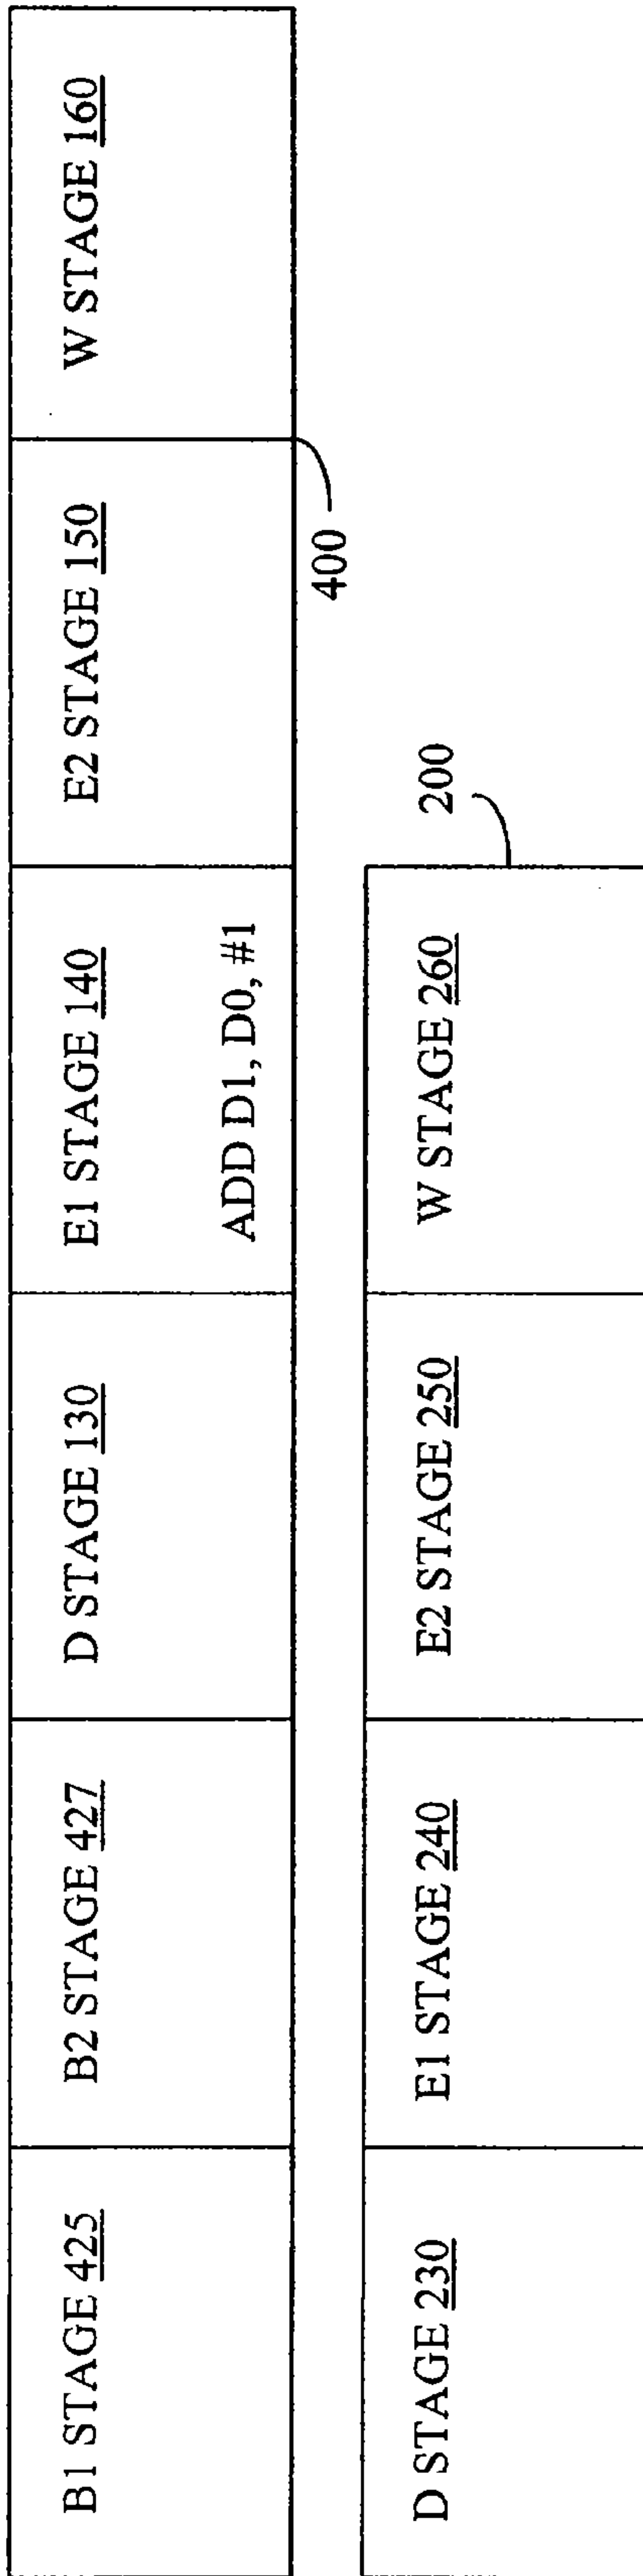 B1 STAGE 425
B2 STAGE 427
D STAGE 130
E1 STAGE 140
ADD D1, D0, #1
E2 STAGE 150
W STAGE 160
400
D STAGE 230
E1 STAGE 240
E2 STAGE 250
W STAGE 260
200